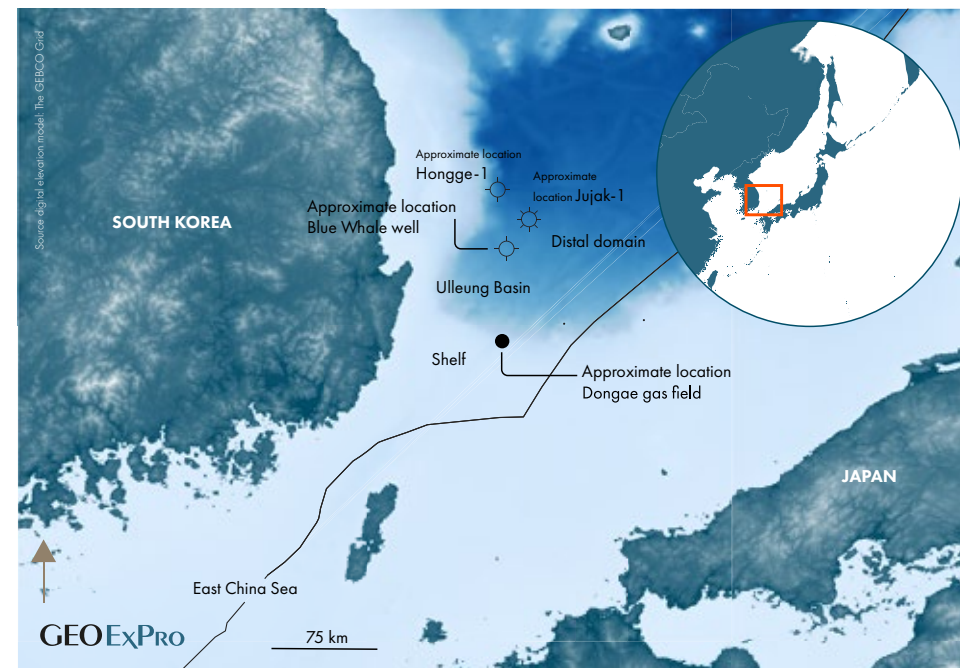 Source digital elevation model: The GEBCO Grid
Approximate location
Hongge-1
Approximate
location Jujak-1
SOUTH KOREA
Approximate location
Blue Whale well
Distal domain
Ulleung Basin
Shelf
Approximate location
Dongae gas field
JAPAN
East China Sea
GEOExPro
75 km